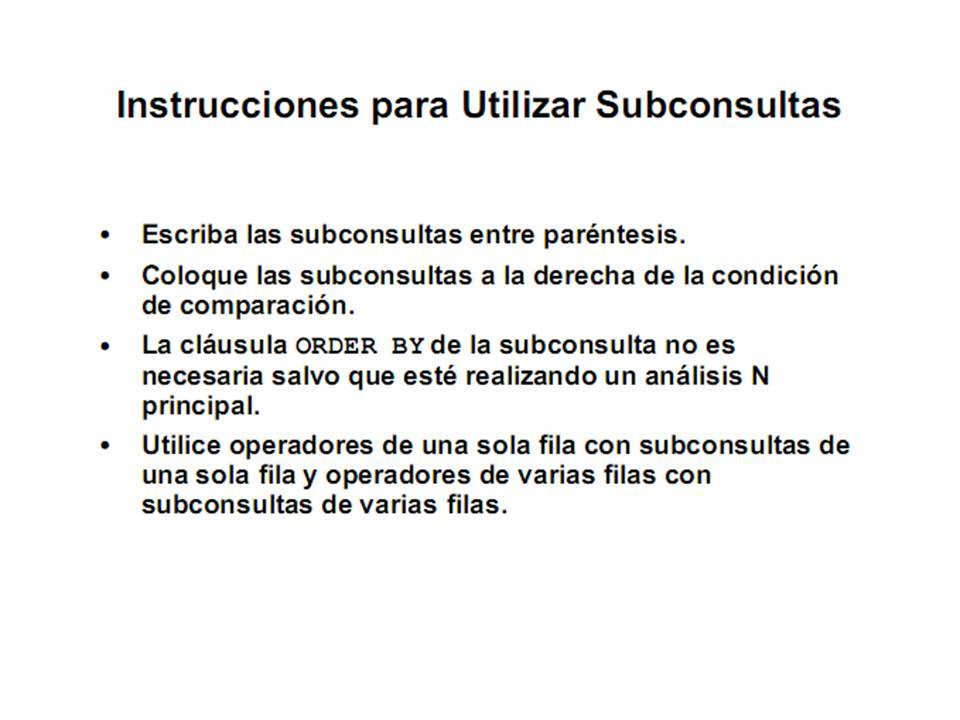 Instrucciones para Utilizar Subconsultas
• Escriba las subconsultas entre paréntesis.
• Coloque las subconsultas a la derecha de la condición
de comparación.
• La cláusula ORDER BY de la subconsulta no es
necesaria salvo que esté realizando un análisis N
principal.
• Utilice operadores de una sola fila con subconsultas de
una sola fila y operadores de varias filas con
subconsultas de varias filas.